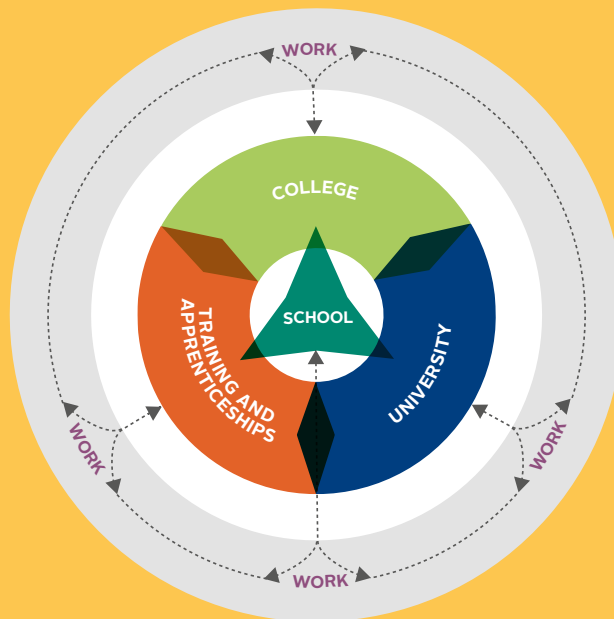 WORK
COLLEGE
SCHOOL
TRAINING AND
APPRENTICESHIPS
UNIVERSITY
WORK
WORK
WORK